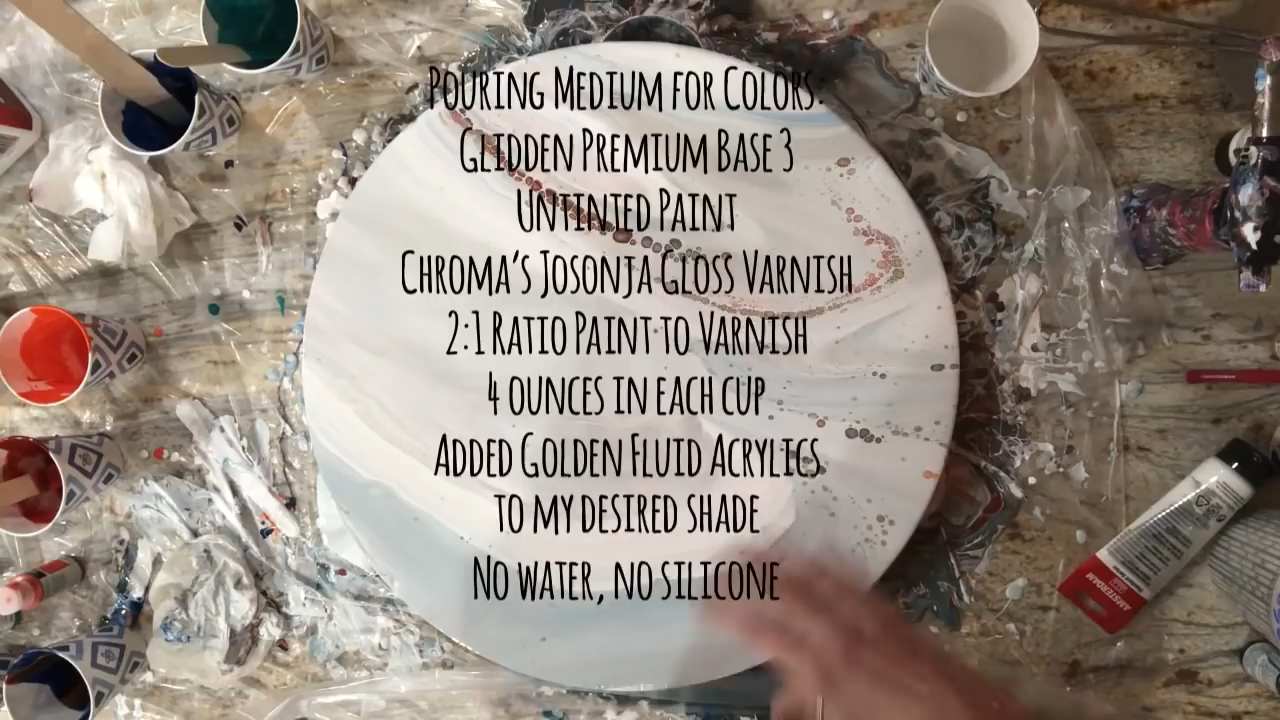 Pouring Medium for Colors:
Glidden Premium Base 3
Untinted Paint
Chroma's Josonja Gloss Varnish
2:1 Ratio Paint to Varnish
4 ounces in each cup
Added Golden Fluid Acrylics
to my desired shade
No water, no silicone
AMSTERDAM